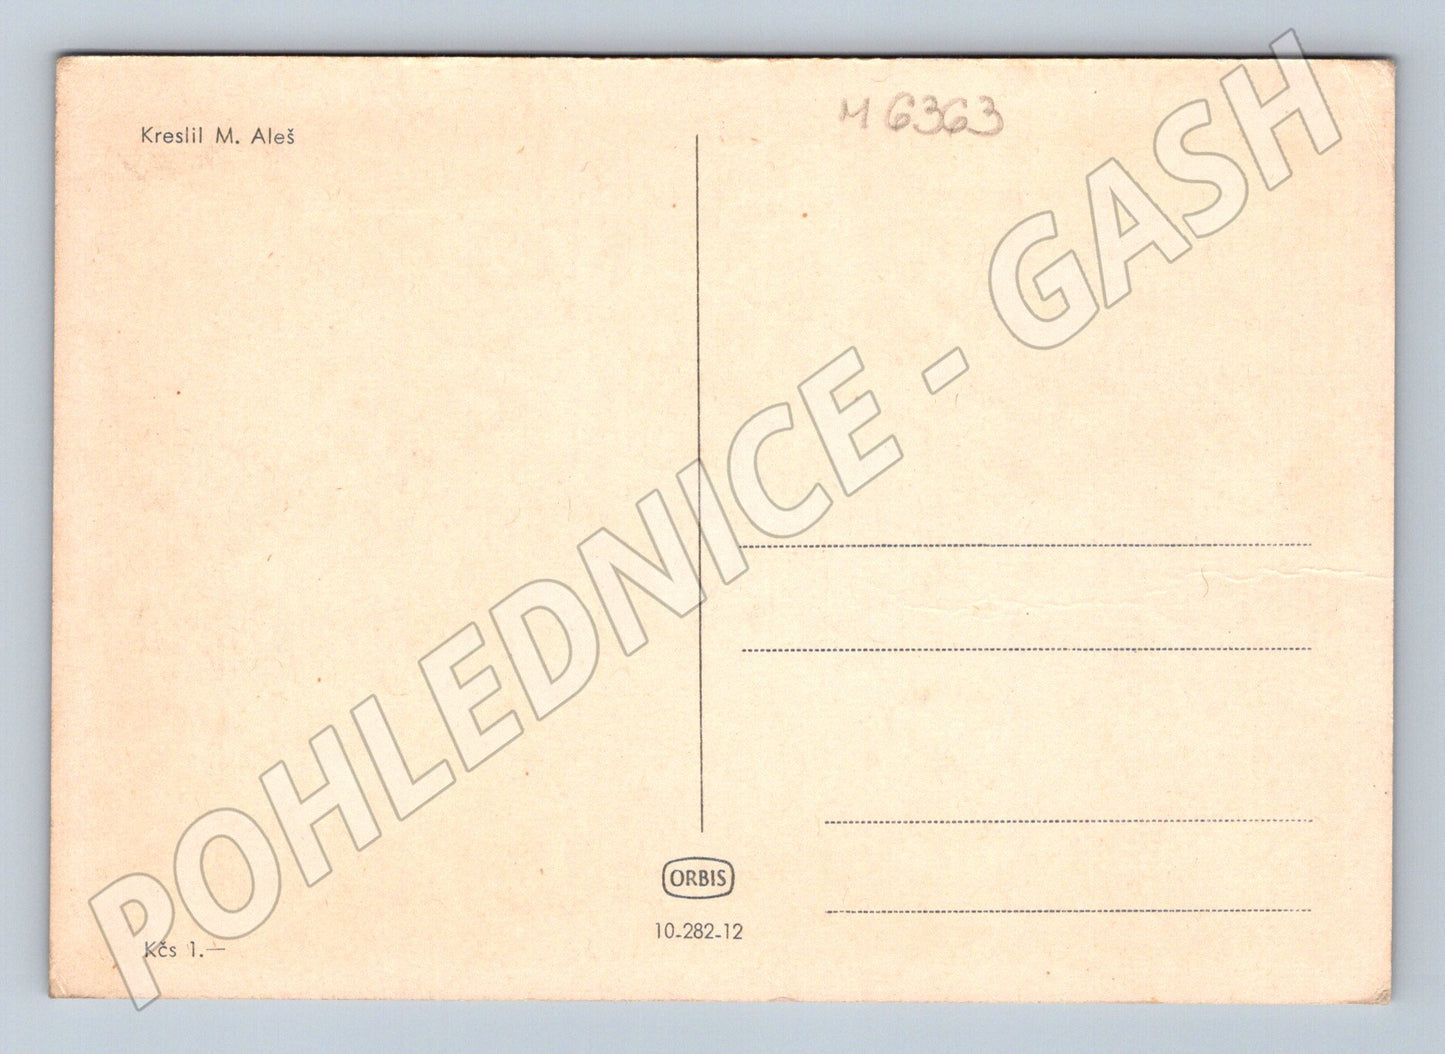 Kreslil M. Aleš
M 6363
POHLEDNICE - GASH
ORBIS
10-282-12
Kčs 1.—